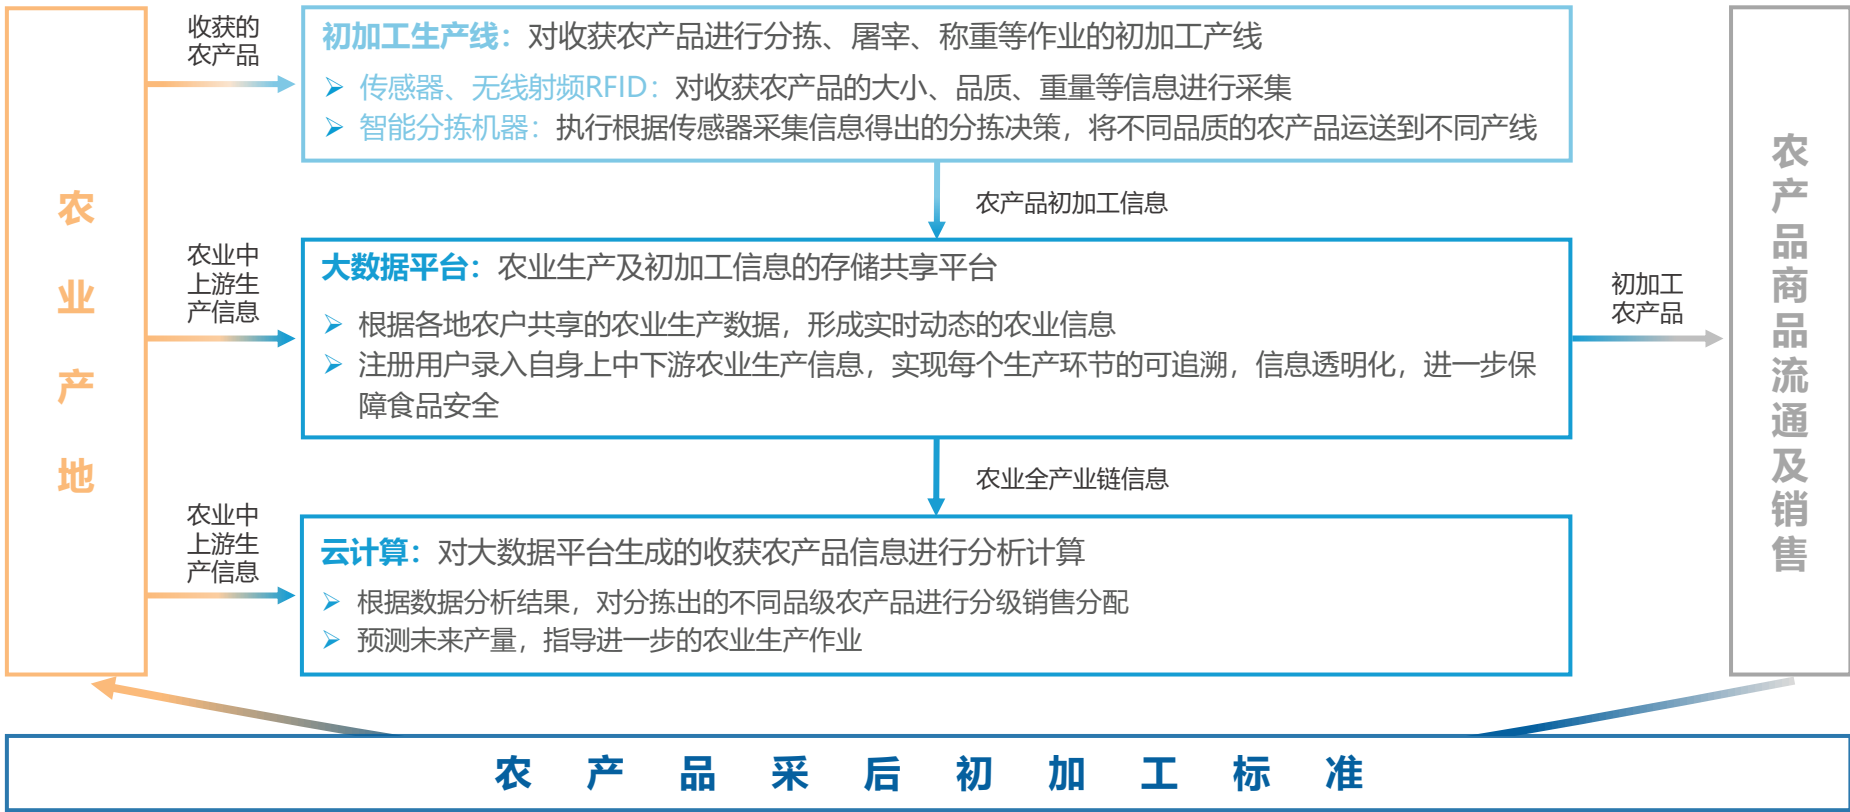 农业产地
收获的
农产品
初加工生产线：对收获农产品进行分拣、屠宰、称重等作业的初加工产线
传感器、无线射频RFID：对收获农产品的大小、品质、重量等信息进行采集
智能分拣机器：执行根据传感器采集信息得出的分拣决策，将不同品质的农产品运送到不同产线
农产品初加工信息
农业中
上游生
产信息
大数据平台：农业生产及初加工信息的存储共享平台
根据各地农户共享的农业生产数据，形成实时动态的农业信息
注册用户录入自身上中下游农业生产信息，实现每个生产环节的可追溯，信息透明化，进一步保
障食品安全
初加工
农产品
农产品商品流通及销售
农业全产业链信息
农业中
上游生
产信息
云计算：对大数据平台生成的收获农产品信息进行分析计算
根据数据分析结果，对分拣出的不同品级农产品进行分级销售分配
预测未来产量，指导进一步的农业生产作业
农产品采后初加工标准